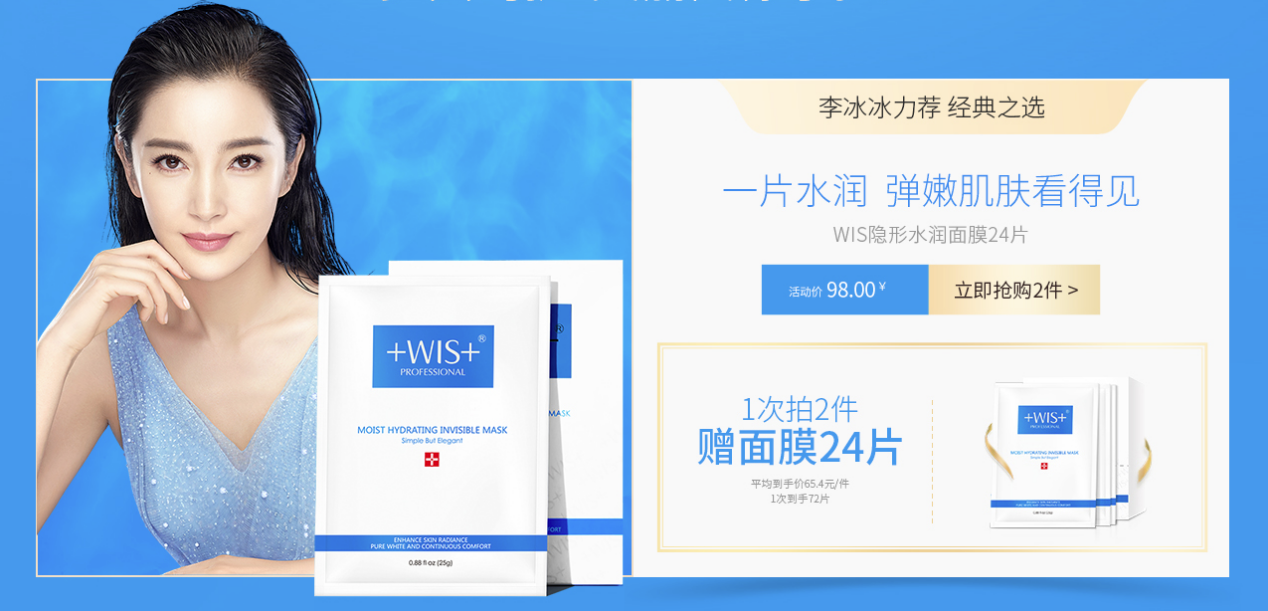 李冰冰力荐 经典之选
一片水润 弹嫩肌肤看得见
WIS隐形水润面膜24片
活动价 98.00¥
立即抢购2件 >
1次拍2件
赠面膜24片
平均到手价65.4元/件
1次到手72片
+WIS+®
PROFESSIONAL
MOIST HYDRATING INVISIBLE MASK
Simple But Elegant
ENHANCE SKIN RADIANCE
PURE WHITE AND CONTINUOUS COMFORT
0.88 fl oz (25g)
MASK
FORT
+WIS+
PROFESSIONAL
MOIST HYDRATING INVISIBLE MASK
Simple But Elegant